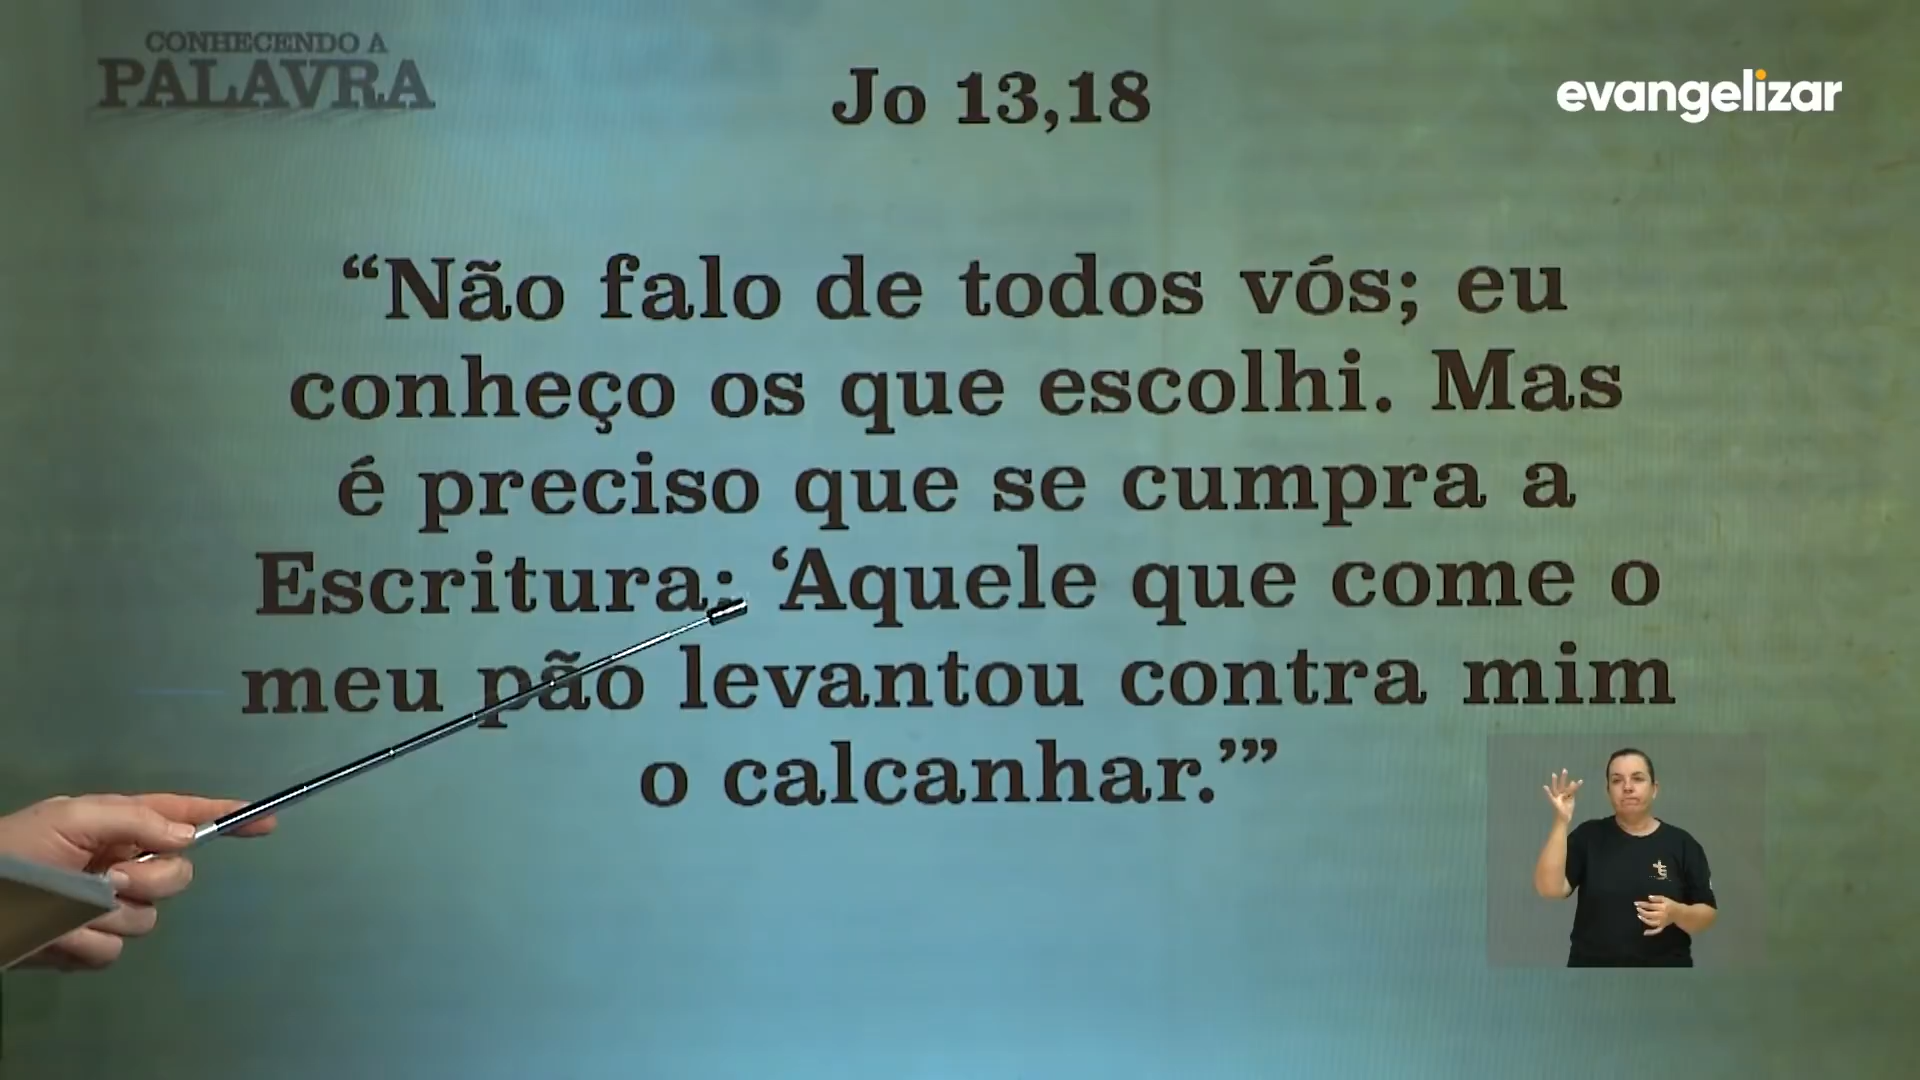 CONHECENDO A
PALAVRA
Jo 13,18
evangelizar
“Não falo de todos vós; eu
conheço os que escolhi. Mas
é preciso que se cumpra a
Escritura: ‘Aquele que come o
meu pão levantou contra mim
o calcanhar.’”